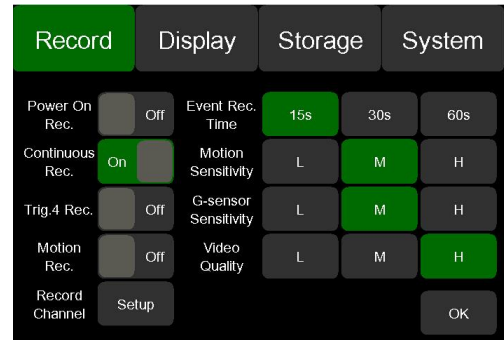 Record Display Storage System
Power On
Rec.
Off
Event Rec.
Time
15s 30s 60s
Continuous
Rec.
On
Motion
Sensitivity
L M H
Trig.4 Rec.
Off
G-sensor
Sensitivity
L M H
Motion
Rec.
Off
Video
Quality
L M H
Record
Channel
Setup
OK